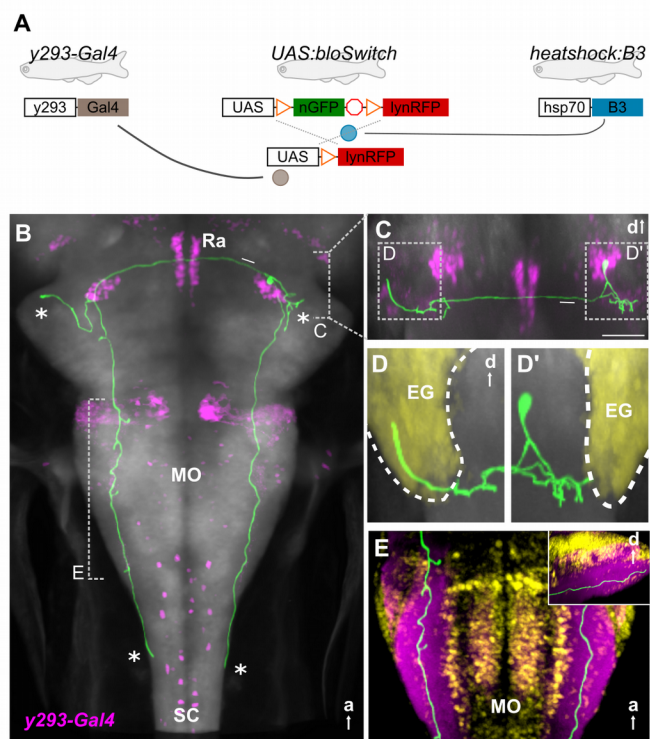 A
y293-Gal4 UAS:bloSwitch heatshock:B3
y293 Gal4 UAS nGFP lynRFP hsp70 B3
UAS lynRFP
B Ra C d↑
D D'
* * C
D d D' EG
EG
MO
E
E d
* *
MO
SC
y293-Gal4 a a